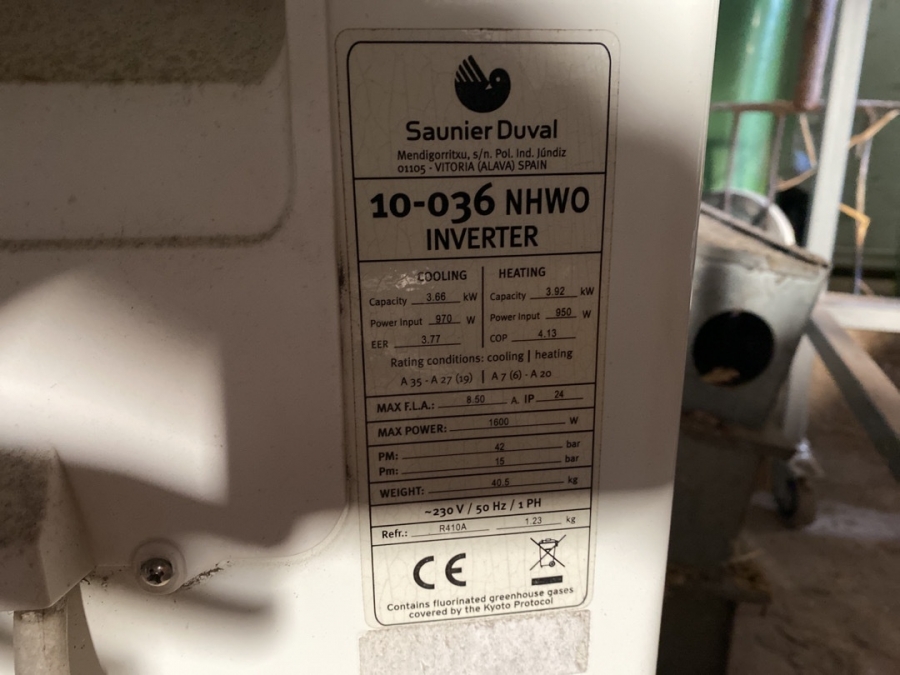 Saunier Duval
Mendigorritxu, s/n. Pol. Ind. Júndiz
01105 - VITORIA (ALAVA) SPAIN
10-036 NHWO
INVERTER
COOLING HEATING
Capacity 3.66 kW Capacity 3.92 kW
Power Input 970 W Power Input 950 W
EER 3.77 COP 4.13
Rating conditions: cooling | heating
A 35 - A 27 (19) | A 7 (6) - A 20
MAX F.L.A.: 8.50 A. IP 24
MAX POWER: 1600 W
PM: 42 bar
Pm: 15 bar
WEIGHT: 40.5 kg
~230 V / 50 Hz / 1 PH
Refr.: R410A 1.23 kg
CE
Contains fluorinated greenhouse gases
covered by the Kyoto Protocol